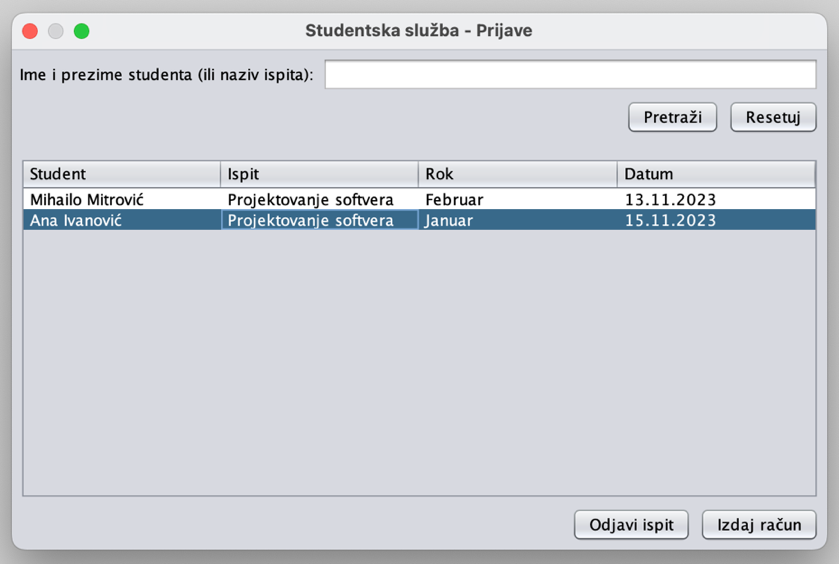 Studentska služba - Prijave
Ime i prezime studenta (ili naziv ispita):
Pretraži Resetuj
Student Ispit Rok Datum
Mihailo Mitrović Projektovanje softvera Februar 13.11.2023
Ana Ivanović Projektovanje softvera Januar 15.11.2023
Odjavi ispit Izdaj račun